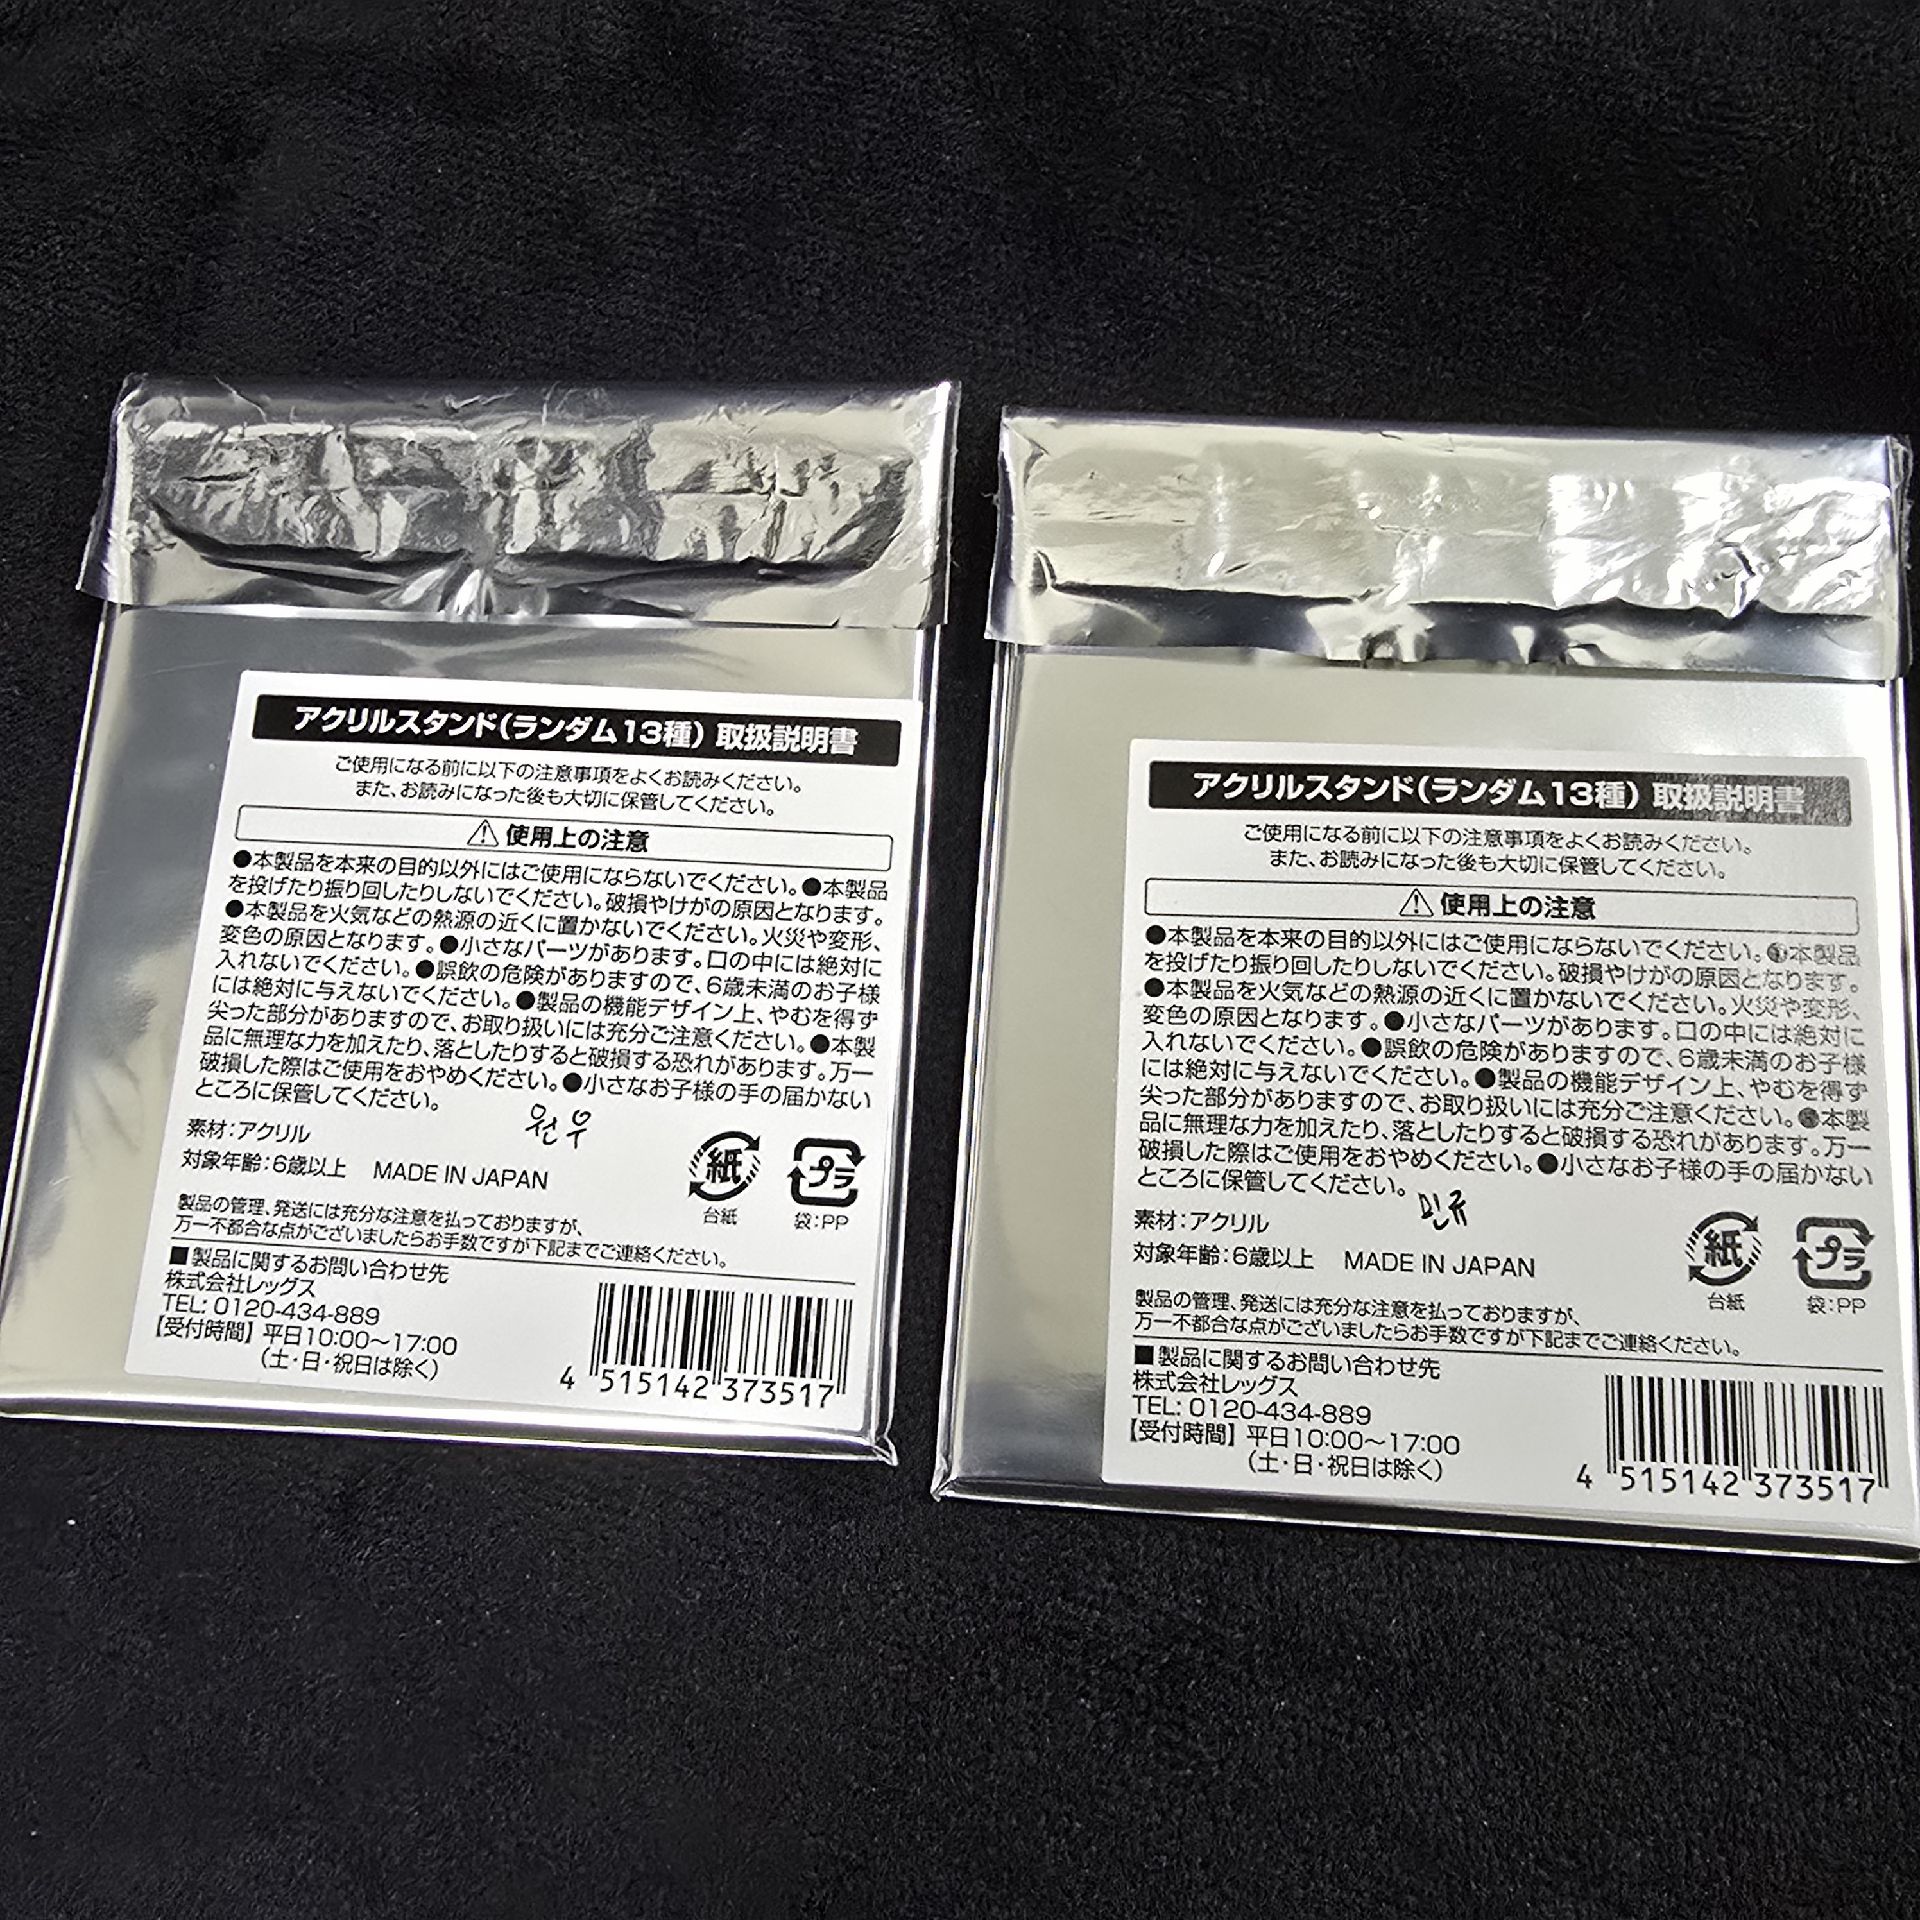 アクリルスタンド（ランダム13種）取扱説明書
ご使用になる前に以下の注意事項をよくお読みください。
また、お読みになった後も大切に保管してください。
⚠使用上の注意
●本製品を本来の目的以外にはご使用にならないでください。●本製品
を投げたり振り回したりしないでください。破損やけがの原因となります。
●本製品を火気などの熱源の近くに置かないでください。火災や変形、
変色の原因となります。●小さなパーツがあります。口の中には絶対に
入れないでください。●誤飲の危険がありますので、6歳未満のお子様
には絶対に与えないでください。●製品の機能デザイン上、やむを得ず
尖った部分がありますので、お取り扱いには充分ご注意ください。●本製
品に無理な力を加えたり、落としたりすると破損する恐れがあります。万一
破損した際はご使用をおやめください。●小さなお子様の手の届かない
ところに保管してください。
원우
素材：アクリル
対象年齢：6歳以上 MADE IN JAPAN
紙
台紙
プラ
袋：PP
製品の管理、発送には充分な注意を払っておりますが、
万一不都合な点がございましたらお手数ですが下記までご連絡ください。
■製品に関するお問い合わせ先
株式会社レッグス
TEL: 0120-434-889
【受付時間】平日10:00～17:00
（土・日・祝日は除く）
4 515142 373517
アクリルスタンド（ランダム13種）取扱説明書
ご使用になる前に以下の注意事項をよくお読みください。
また、お読みになった後も大切に保管してください。
⚠使用上の注意
●本製品を本来の目的以外にはご使用にならないでください。●本製品
を投げたり振り回したりしないでください。破損やけがの原因となります。
●本製品を火気などの熱源の近くに置かないでください。火災や変形、
変色の原因となります。●小さなパーツがあります。口の中には絶対に
入れないでください。●誤飲の危険がありますので、6歳未満のお子様
には絶対に与えないでください。●製品の機能デザイン上、やむを得ず
尖った部分がありますので、お取り扱いには充分ご注意ください。●本製
品に無理な力を加えたり、落としたりすると破損する恐れがあります。万一
破損した際はご使用をおやめください。●小さなお子様の手の届かない
ところに保管してください。
민규
素材：アクリル
対象年齢：6歳以上 MADE IN JAPAN
紙
台紙
プラ
袋：PP
製品の管理、発送には充分な注意を払っておりますが、
万一不都合な点がございましたらお手数ですが下記までご連絡ください。
■製品に関するお問い合わせ先
株式会社レッグス
TEL: 0120-434-889
【受付時間】平日10:00～17:00
（土・日・祝日は除く）
4 515142 373517